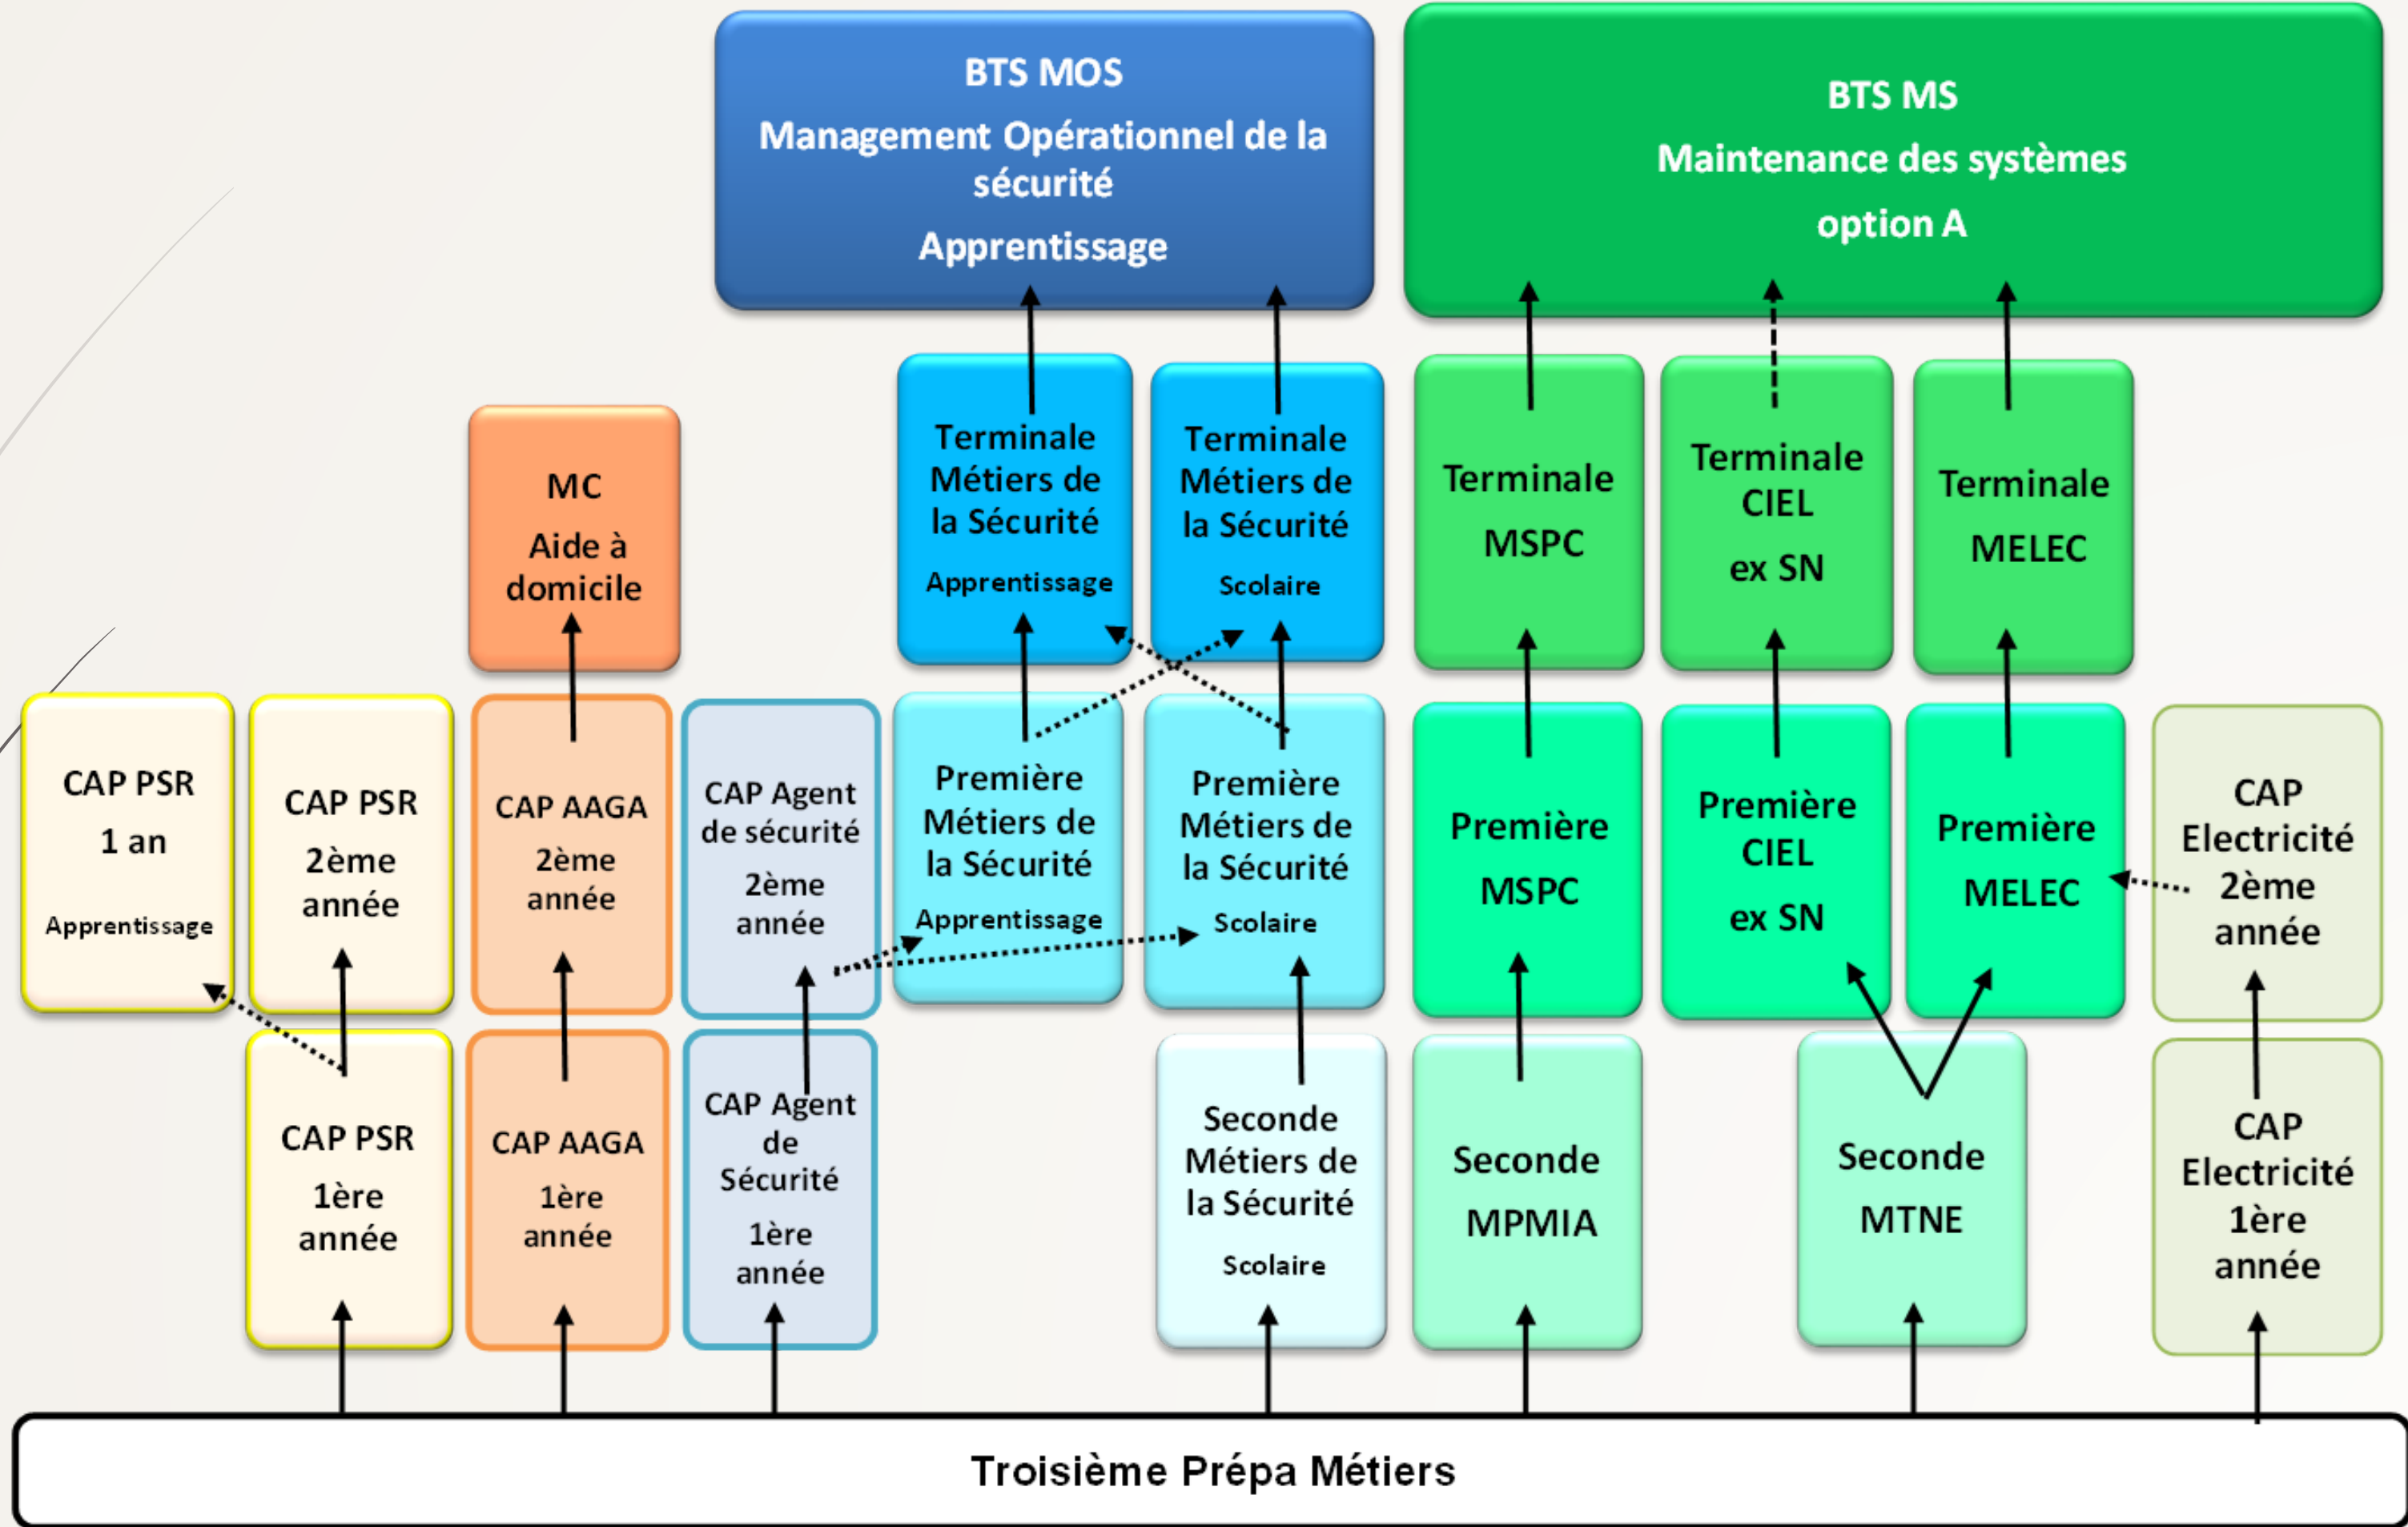 BTS MOS
Management Opérationnel de la
sécurité
Apprentissage
BTS MS
Maintenance des systèmes
option A
MC
Aide à
domicile
Terminale
Métiers de
la Sécurité
Apprentissage
Terminale
Métiers de
la Sécurité
Scolaire
Terminale
MSPC
Terminale
CIEL
ex SN
Terminale
MELEC
CAP PSR
1 an
Apprentissage
CAP PSR
2ème
année
CAP AAGA
2ème
année
CAP Agent
de sécurité
2ème
année
Première
Métiers de
la Sécurité
Apprentissage
Première
Métiers de
la Sécurité
Scolaire
Première
MSPC
Première
CIEL
ex SN
Première
MELEC
CAP
Electricité
2ème
année
CAP PSR
1ère
année
CAP AAGA
1ère
année
CAP Agent
de
Sécurité
1ère
année
Seconde
Métiers de
la Sécurité
Scolaire
Seconde
MPMIA
Seconde
MTNE
CAP
Electricité
1ère
année
Troisième Prépa Métiers